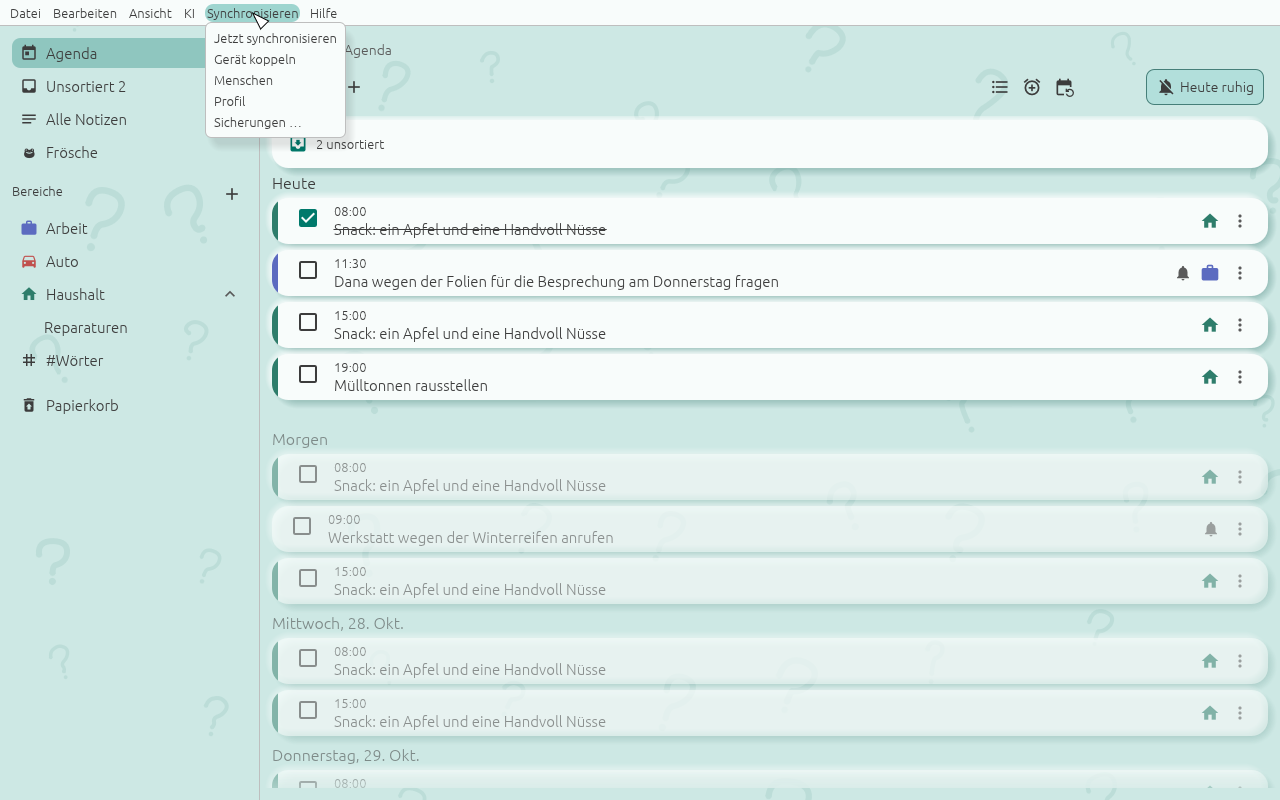 Datei Bearbeiten Ansicht KI Synchronisieren Hilfe
Jetzt synchronisieren
Gerät koppeln
Menschen
Profil
Sicherungen …
Agenda
Unsortiert 2
Alle Notizen
Frösche
Bereiche
Arbeit
Auto
Haushalt
Reparaturen
#Wörter
Papierkorb
Agenda
Heute ruhig
2 unsortiert
Heute
08:00
Snack: ein Apfel und eine Handvoll Nüsse
11:30
Dana wegen der Folien für die Besprechung am Donnerstag fragen
15:00
Snack: ein Apfel und eine Handvoll Nüsse
19:00
Mülltonnen rausstellen
Morgen
08:00
Snack: ein Apfel und eine Handvoll Nüsse
09:00
Werkstatt wegen der Winterreifen anrufen
15:00
Snack: ein Apfel und eine Handvoll Nüsse
Mittwoch, 28. Okt.
08:00
Snack: ein Apfel und eine Handvoll Nüsse
15:00
Snack: ein Apfel und eine Handvoll Nüsse
Donnerstag, 29. Okt.
08:00